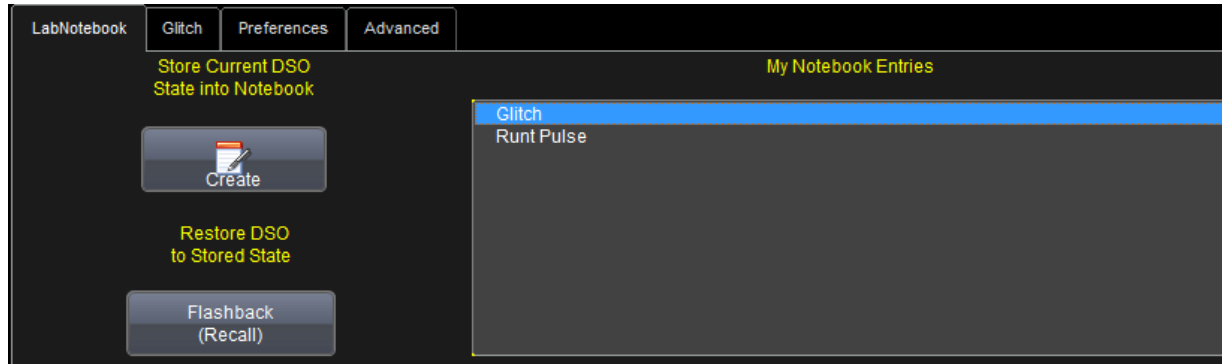 LabNotebook Glitch Preferences Advanced
Store Current DSO
State into Notebook
Create
Restore DSO
to Stored State
Flashback
(Recall)
My Notebook Entries
Glitch
Runt Pulse